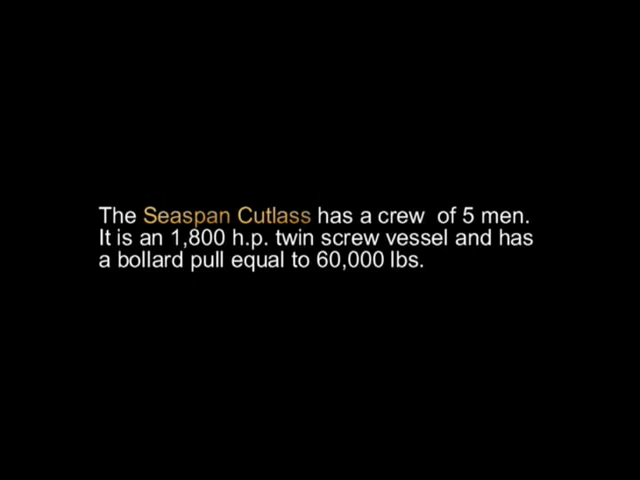 The Seaspan Cutlass has a crew  of 5 men.
It is an 1,800 h.p. twin screw vessel and has
a bollard pull equal to 60,000 lbs.